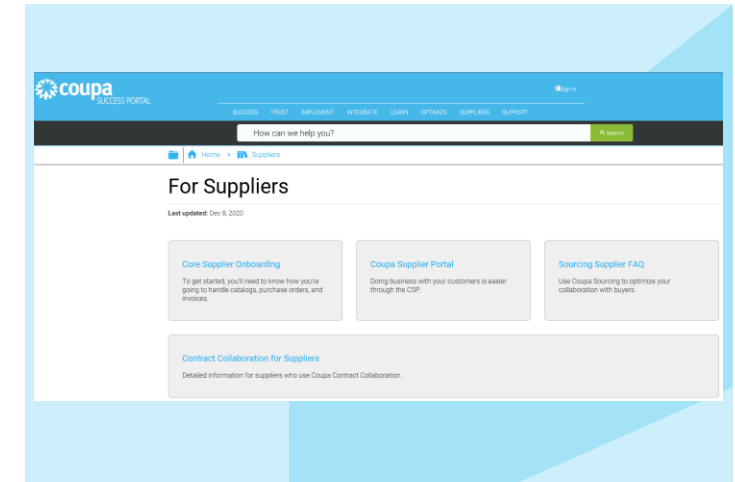 coupa
SUCCESS PORTAL
Sign in
SUCCESS TRUST IMPLEMENT INTEGRATE LEARN OPTIMIZE SUPPLIERS SUPPORT
How can we help you?
Search
Home > Suppliers
For Suppliers
Last updated: Dec 8, 2020
Core Supplier Onboarding
To get started, you'll need to know how you're
going to handle catalogs, purchase orders, and
invoices.
Coupa Supplier Portal
Doing business with your customers is easier
through the CSP.
Sourcing Supplier FAQ
Use Coupa Sourcing to optimize your
collaboration with buyers.
Contract Collaboration for Suppliers
Detailed information for suppliers who use Coupa Contract Collaboration.